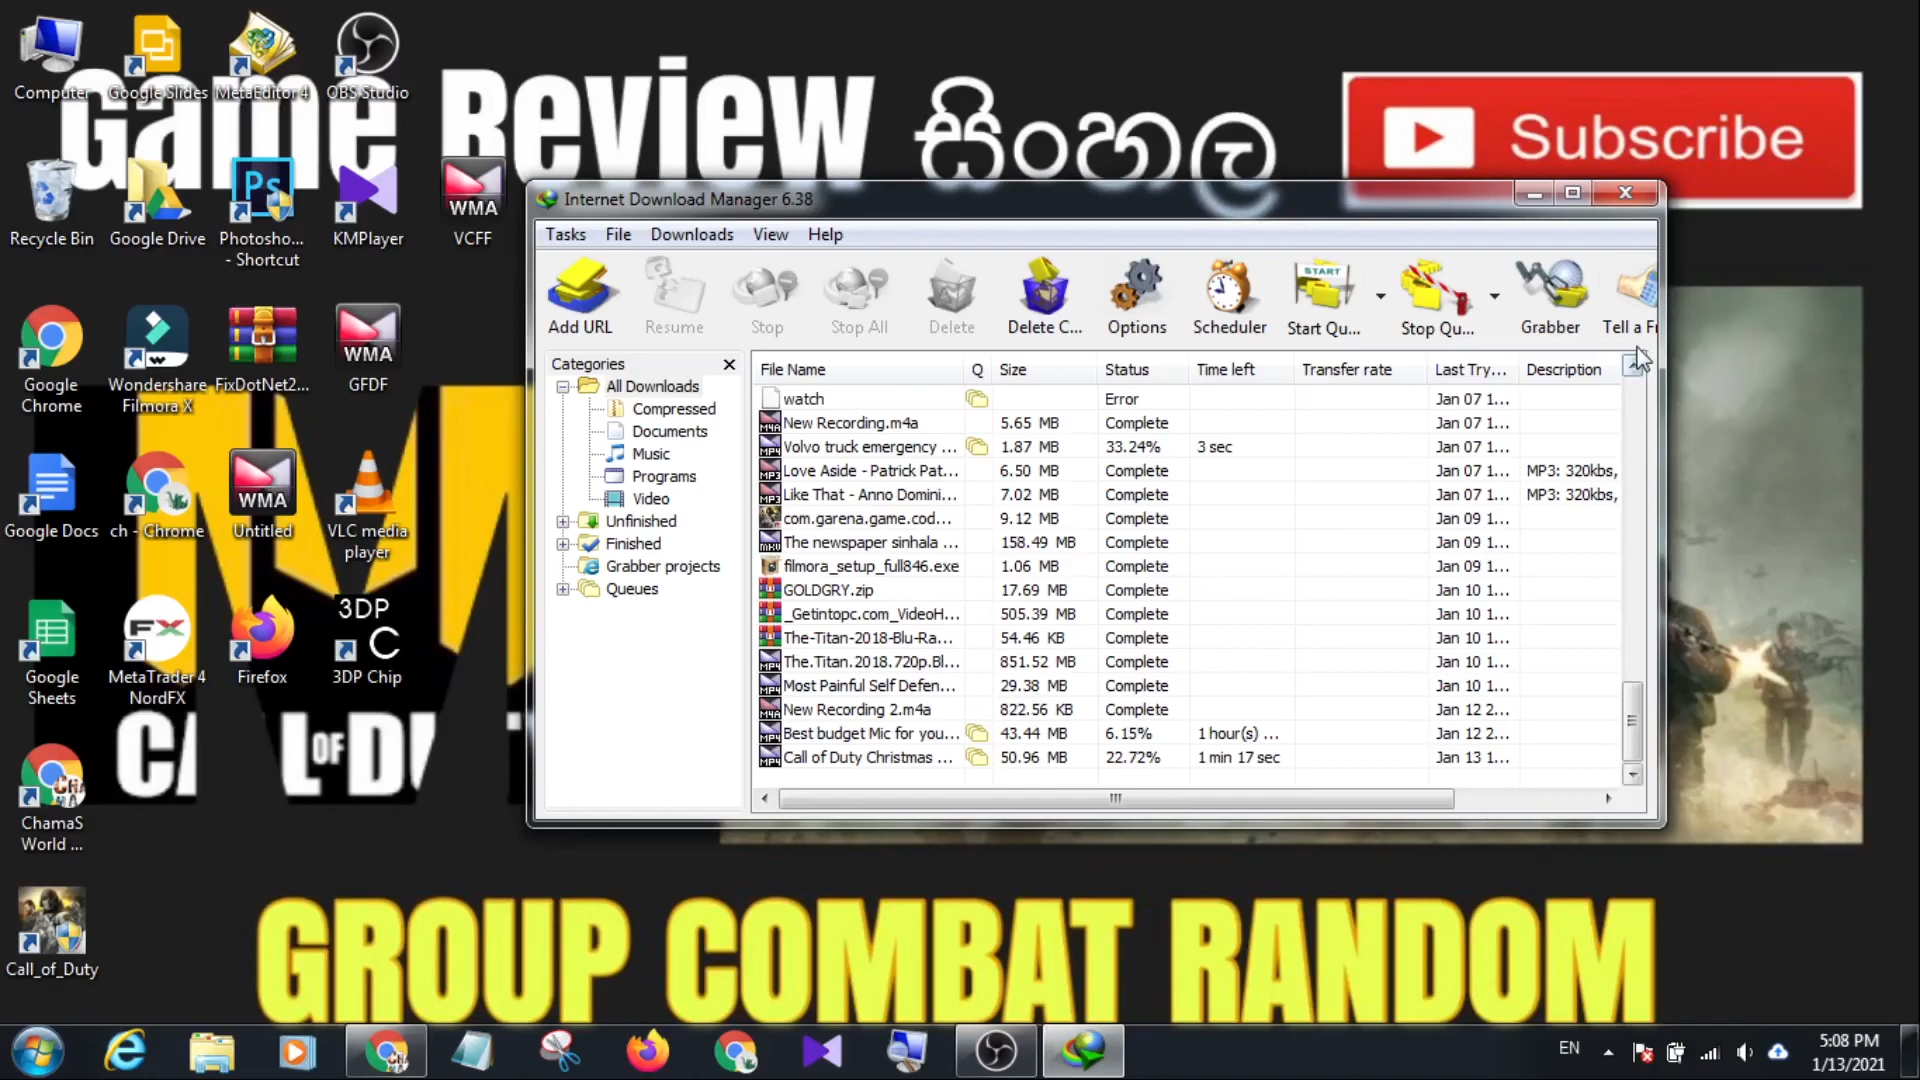 Game Review සිංහල
Subscribe
Computer
Google Slides
MetaEditor 4
OBS Studio
Recycle Bin
Google Drive
Ps
Photosho...
- Shortcut
KMPlayer
WMA
VCFF
Google
Chrome
Wondershare
Filmora X
FixDotNet2...
WMA
GFDF
Google Docs
ch - Chrome
WMA
Untitled
VLC media
player
Google
Sheets
FX
MetaTrader 4
NordFX
Firefox
3DP
C
3DP Chip
ChamaS
World ...
Call_of_Duty
OF
Internet Download Manager 6.38
Tasks File Downloads View Help
Add URL Resume Stop Stop All Delete Delete C... Options Scheduler START Start Qu... Stop Qu... Grabber Tell a Fr
Categories
All Downloads
Compressed
Documents
Music
Programs
Video
Unfinished
Finished
Grabber projects
Queues
File Name Q Size Status Time left Transfer rate Last Try... Description
watch Error Jan 07 1...
M4A New Recording.m4a 5.65 MB Complete Jan 07 1...
MP4 Volvo truck emergency ... 1.87 MB 33.24% 3 sec Jan 07 1...
MP3 Love Aside - Patrick Pat... 6.50 MB Complete Jan 07 1... MP3: 320kbs,
MP3 Like That - Anno Domini... 7.02 MB Complete Jan 07 1... MP3: 320kbs,
com.garena.game.cod... 9.12 MB Complete Jan 09 1...
MKV The newspaper sinhala ... 158.49 MB Complete Jan 09 1...
filmora_setup_full846.exe 1.06 MB Complete Jan 09 1...
GOLDGRY.zip 17.69 MB Complete Jan 10 1...
_Getintopc.com_VideoH... 505.39 MB Complete Jan 10 1...
The-Titan-2018-Blu-Ra... 54.46 KB Complete Jan 10 1...
MP4 The.Titan.2018.720p.Bl... 851.52 MB Complete Jan 10 1...
MP4 Most Painful Self Defen... 29.38 MB Complete Jan 10 1...
M4A New Recording 2.m4a 822.56 KB Complete Jan 12 2...
MP4 Best budget Mic for you... 43.44 MB 6.15% 1 hour(s) ... Jan 12 2...
MP4 Call of Duty Christmas ... 50.96 MB 22.72% 1 min 17 sec Jan 13 1...
GROUP COMBAT RANDOM
EN
5:08 PM
1/13/2021